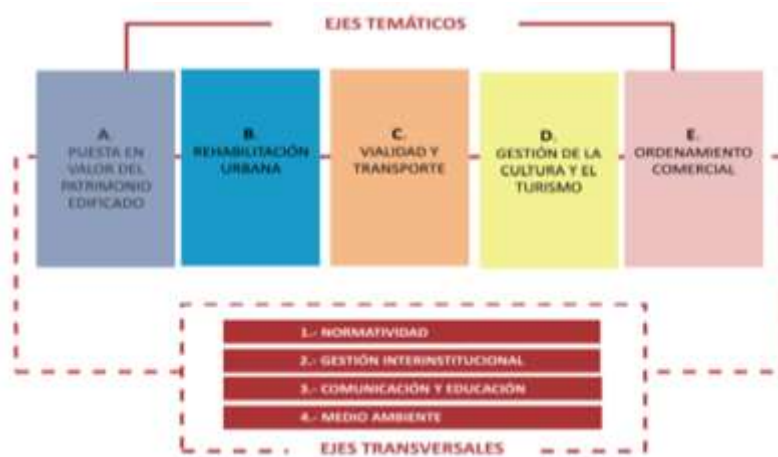 EJES TEMÁTICOS
A.
PUESTA EN
VALOR DEL
PATRIMONIO
EDIFICADO
B.
REHABILITACIÓN
URBANA
C.
VIALIDAD Y
TRANSPORTE
D.
GESTIÓN DE LA
CULTURA Y EL
TURISMO
E.
ORDENAMIENTO
COMERCIAL
1.- NORMATIVIDAD
2.- GESTIÓN INTERINSTITUCIONAL
3.- COMUNICACIÓN Y EDUCACIÓN
4.- MEDIO AMBIENTE
EJES TRANSVERSALES